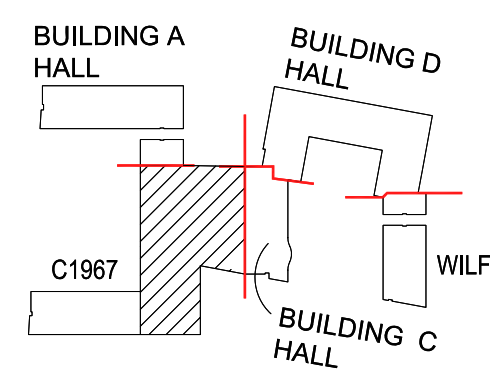 BUILDING A
HALL
BUILDING D
HALL
C1967
WILF
BUILDING C
HALL